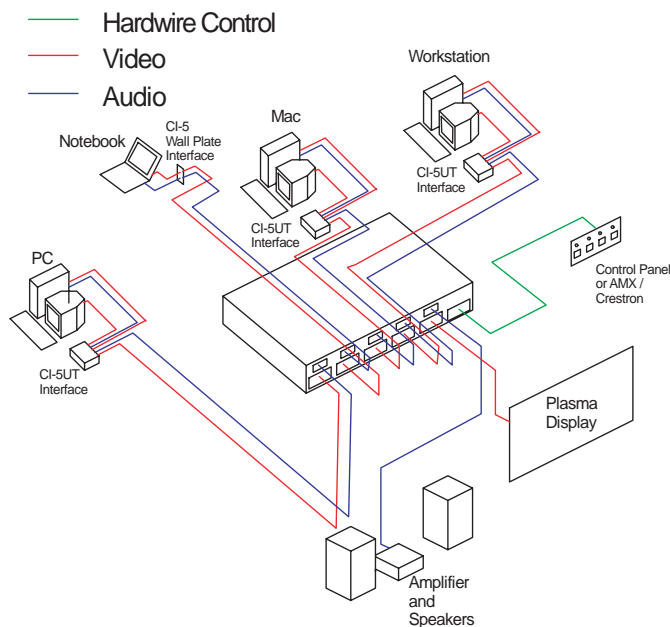 Hardwire Control
Video
Audio
Workstation
CI-5
Wall Plate
Interface
Notebook
Mac
CI-5UT
Interface
CI-5UT
Interface
PC
Control Panel
or AMX /
Crestron
CI-5UT
Interface
Plasma
Display
Amplifier
and
Speakers